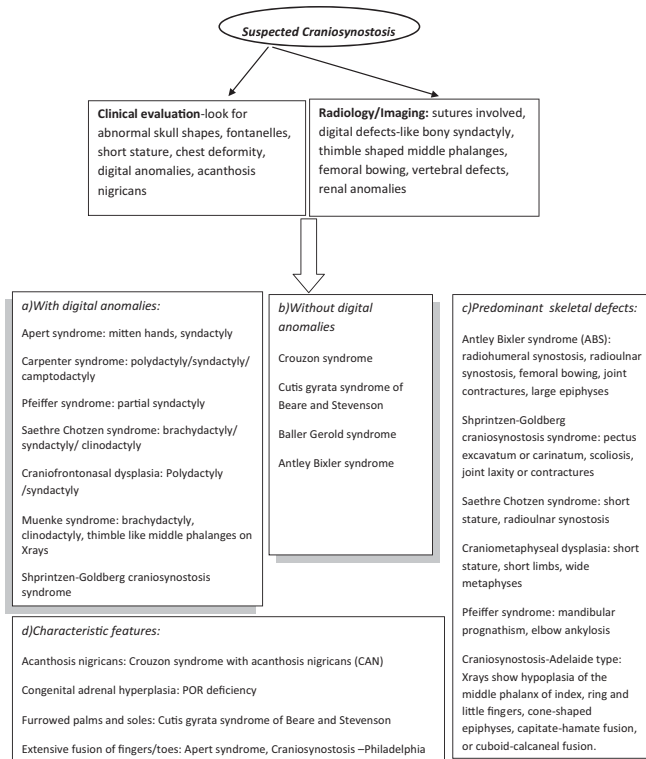 Suspected Craniosynostosis
Clinical evaluation-look for
abnormal skull shapes, fontanelles,
short stature, chest deformity,
digital anomalies, acanthosis
nigricans
Radiology/Imaging: sutures involved,
digital defects-like bony syndactyly,
thimble shaped middle phalanges,
femoral bowing, vertebral defects,
renal anomalies
a)With digital anomalies:
Apert syndrome: mitten hands, syndactyly
Carpenter syndrome: polydactyly/syndactyly/
camptodactyly
Pfeiffer syndrome: partial syndactyly
Saethre Chotzen syndrome: brachydactyly/
syndactyly/ clinodactyly
Craniofrontonasal dysplasia: Polydactyly
/syndactyly
Muenke syndrome: brachydactyly,
clinodactyly, thimble like middle phalanges on
Xrays
Shprintzen-Goldberg craniosynostosis
syndrome
b)Without digital
anomalies
Crouzon syndrome
Cutis gyrata syndrome of
Beare and Stevenson
Baller Gerold syndrome
Antley Bixler syndrome
c)Predominant skeletal defects:
Antley Bixler syndrome (ABS):
radiohumeral synostosis, radioulnar
synostosis, femoral bowing, joint
contractures, large epiphyses
Shprintzen-Goldberg
craniosynostosis syndrome: pectus
excavatum or carinatum, scoliosis,
joint laxity or contractures
Saethre Chotzen syndrome: short
stature, radioulnar synostosis
Craniometaphyseal dysplasia: short
stature, short limbs, wide
metaphyses
Pfeiffer syndrome: mandibular
prognathism, elbow ankylosis
Craniosynostosis-Adelaide type:
Xrays show hypoplasia of the
middle phalanx of index, ring and
little fingers, cone-shaped
epiphyses, capitate-hamate fusion,
or cuboid-calcaneal fusion.
d)Characteristic features:
Acanthosis nigricans: Crouzon syndrome with acanthosis nigricans (CAN)
Congenital adrenal hyperplasia: POR deficiency
Furrowed palms and soles: Cutis gyrata syndrome of Beare and Stevenson
Extensive fusion of fingers/toes: Apert syndrome, Craniosynostosis –Philadelphia